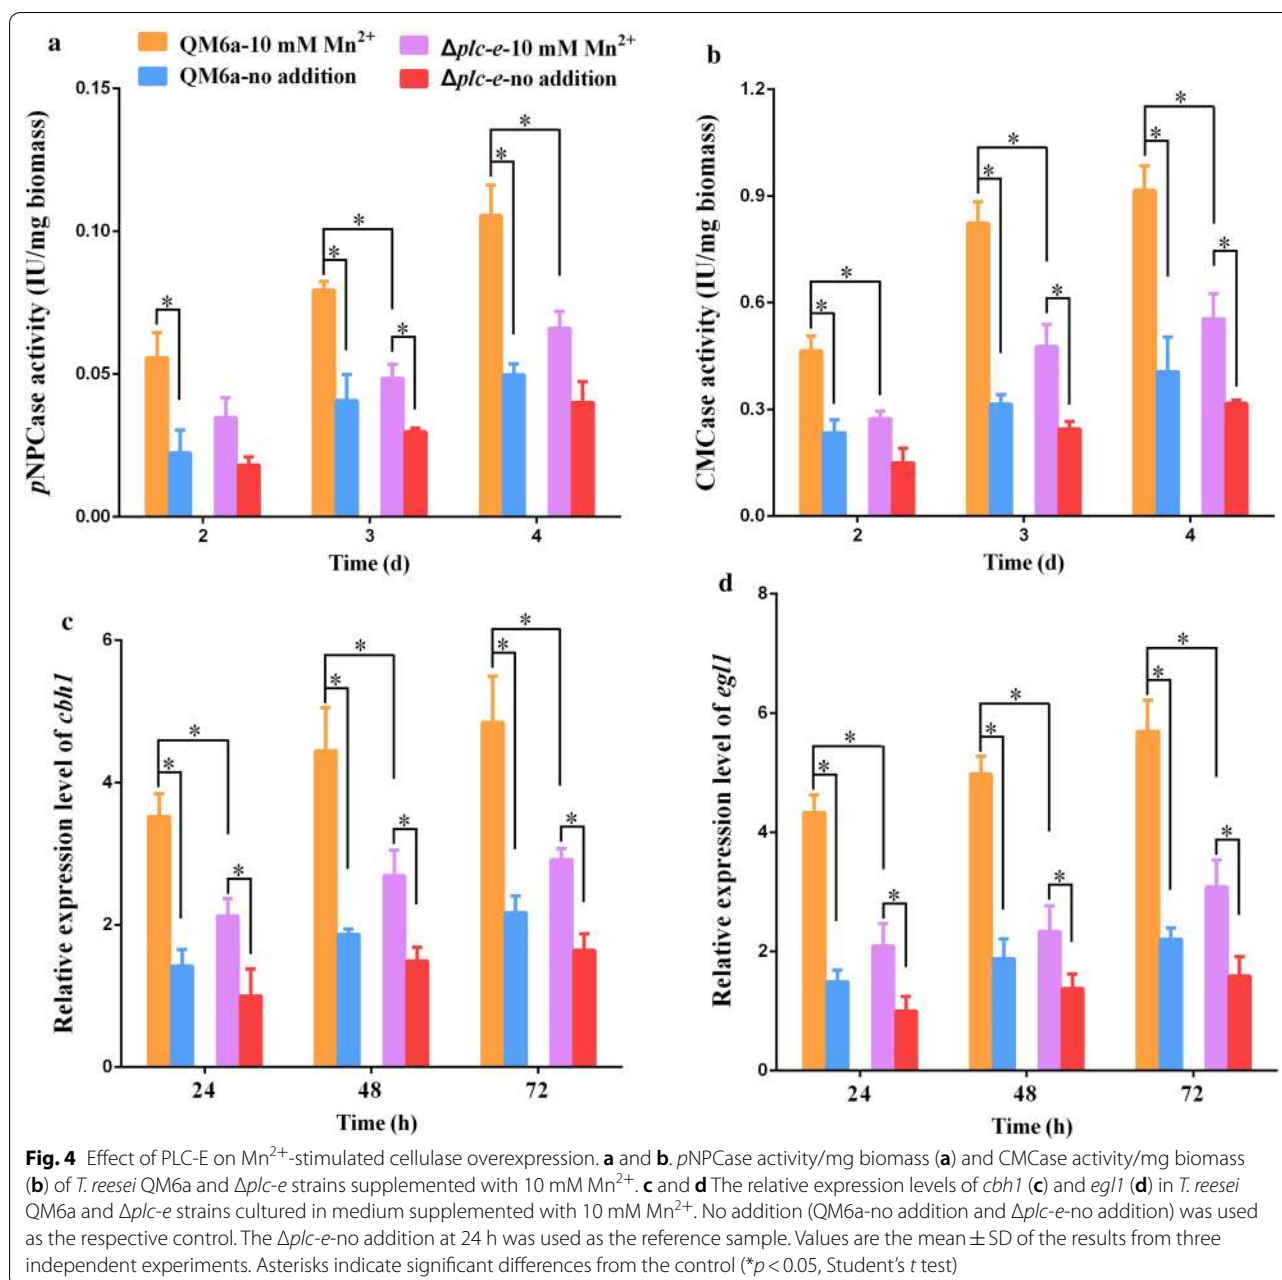 a
QM6a-10 mM Mn²⁺
Δplc-e-10 mM Mn²⁺
QM6a-no addition
Δplc-e-no addition
pNPCase activity (IU/mg biomass)
0.15
0.10
0.05
0.00
*
*
*
*
*
*
2
3
4
Time (d)
b
CMCase activity (IU/mg biomass)
1.2
0.9
0.6
0.3
0.0
*
*
*
*
*
*
*
*
2
3
4
Time (d)
c
Relative expression level of cbh1
6
4
2
0
*
*
*
*
*
*
*
*
*
24
48
72
Time (h)
d
Relative expression level of egl1
8
6
4
2
0
*
*
*
*
*
*
*
*
*
24
48
72
Time (h)
Fig. 4 Effect of PLC-E on Mn²⁺-stimulated cellulase overexpression. a and b. pNPCase activity/mg biomass (a) and CMCase activity/mg biomass
(b) of T. reesei QM6a and Δplc-e strains supplemented with 10 mM Mn²⁺. c and d The relative expression levels of cbh1 (c) and egl1 (d) in T. reesei
QM6a and Δplc-e strains cultured in medium supplemented with 10 mM Mn²⁺. No addition (QM6a-no addition and Δplc-e-no addition) was used
as the respective control. The Δplc-e-no addition at 24 h was used as the reference sample. Values are the mean ± SD of the results from three
independent experiments. Asterisks indicate significant differences from the control (*p < 0.05, Student's t test)